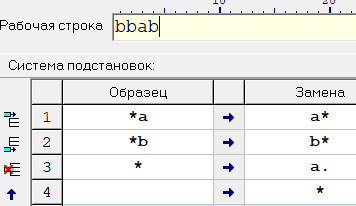 10 20
Рабочая строка bbab
Система подстановок:
Образец Замена
1 *a → a*
2 *b → b*
3 * → a.
4 → *